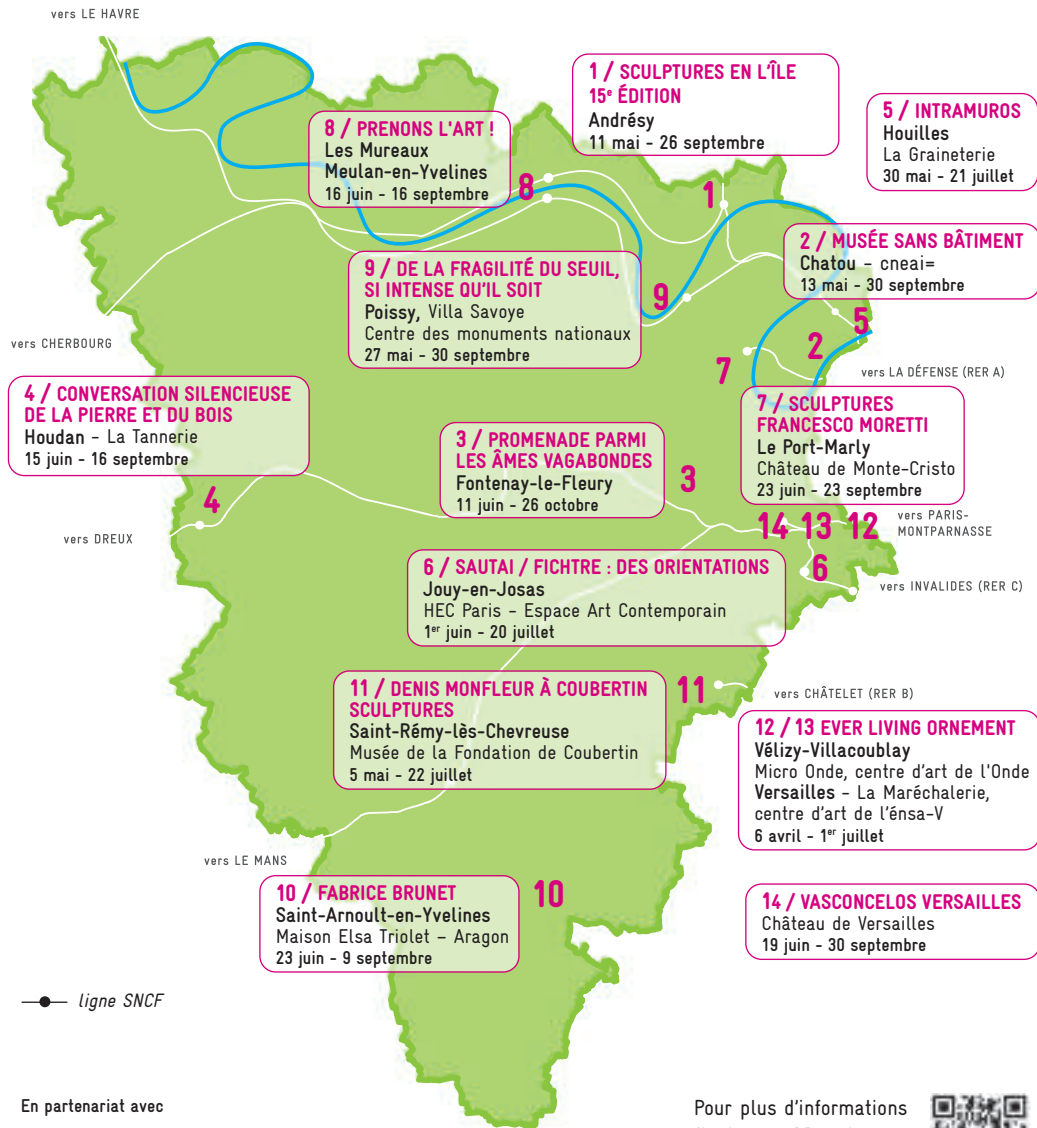 vers LE HAVRE
1 / SCULPTURES EN L'ÎLE
15e ÉDITION
Andrésy
11 mai - 26 septembre
5 / INTRAMUROS
Houilles
La Graineterie
30 mai - 21 juillet
8 / PRENONS L'ART !
Les Mureaux
Meulan-en-Yvelines
16 juin - 16 septembre
8
1
2 / MUSÉE SANS BÂTIMENT
Chatou – cneai=
13 mai - 30 septembre
9 / DE LA FRAGILITÉ DU SEUIL,
SI INTENSE QU'IL SOIT
Poissy, Villa Savoye
Centre des monuments nationaux
27 mai - 30 septembre
9
5
2
7
vers CHERBOURG
vers LA DÉFENSE (RER A)
4 / CONVERSATION SILENCIEUSE
DE LA PIERRE ET DU BOIS
Houdan – La Tannerie
15 juin - 16 septembre
7 / SCULPTURES
FRANCESCO MORETTI
Le Port-Marly
Château de Monte-Cristo
23 juin - 23 septembre
3 / PROMENADE PARMI
LES ÂMES VAGABONDES
Fontenay-le-Fleury
11 juin - 26 octobre
3
4
14 13 12
vers PARIS-
MONTPARNASSE
vers DREUX
6 / SAUTAI / FICHTRE : DES ORIENTATIONS
Jouy-en-Josas
HEC Paris – Espace Art Contemporain
1er juin - 20 juillet
6
vers INVALIDES (RER C)
11 / DENIS MONFLEUR À COUBERTIN
SCULPTURES
Saint-Rémy-lès-Chevreuse
Musée de la Fondation de Coubertin
5 mai - 22 juillet
11
vers CHÂTELET (RER B)
12 / 13 EVER LIVING ORNEMENT
Vélizy-Villacoublay
Micro Onde, centre d'art de l'Onde
Versailles – La Maréchalerie,
centre d'art de l'énsa-V
6 avril - 1er juillet
vers LE MANS
10 / FABRICE BRUNET
Saint-Arnoult-en-Yvelines
Maison Elsa Triolet – Aragon
23 juin - 9 septembre
10
14 / VASCONCELOS VERSAILLES
Château de Versailles
19 juin - 30 septembre
ligne SNCF
En partenariat avec
Pour plus d'informations